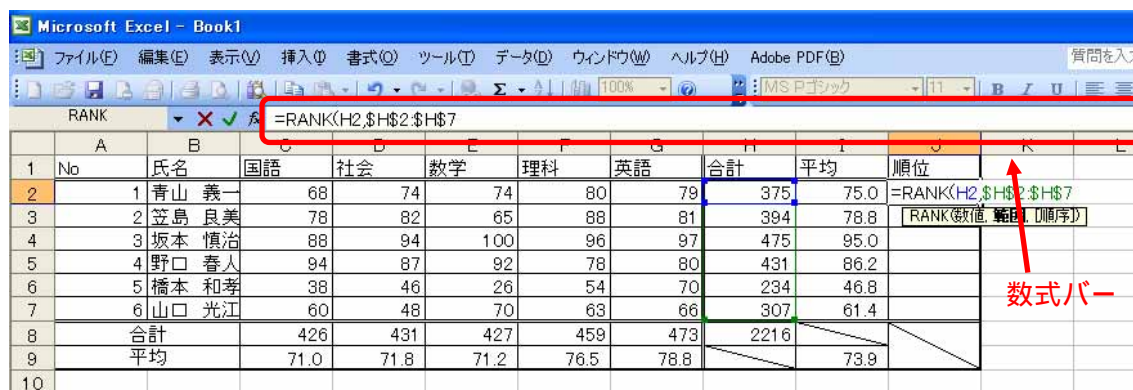 Microsoft Excel - Book1
ファイル(F) 編集(E) 表示(V) 挿入(I) 書式(O) ツール(T) データ(D) ウィンドウ(W) ヘルプ(H) Adobe PDF(B) 質問を入
100% MS Pゴシック 11 B I U
RANK =RANK(H2,$H$2:$H$7
A B C D E F G H I J K L
1 No 氏名 国語 社会 数学 理科 英語 合計 平均 順位
2 1 青山 義一 68 74 74 80 79 375 75.0 =RANK(H2,$H$2:$H$7
3 2 笠島 良美 78 82 65 88 81 394 78.8 RANK(数値, 範囲, [順序])
4 3 坂本 慎治 88 94 100 96 97 475 95.0
5 4 野口 春人 94 87 92 78 80 431 86.2
6 5 橋本 和孝 38 46 26 54 70 234 46.8
数式バー
7 6 山口 光江 60 48 70 63 66 307 61.4
8 合計 426 431 427 459 473 2216
9 平均 71.0 71.8 71.2 76.5 78.8 73.9
10